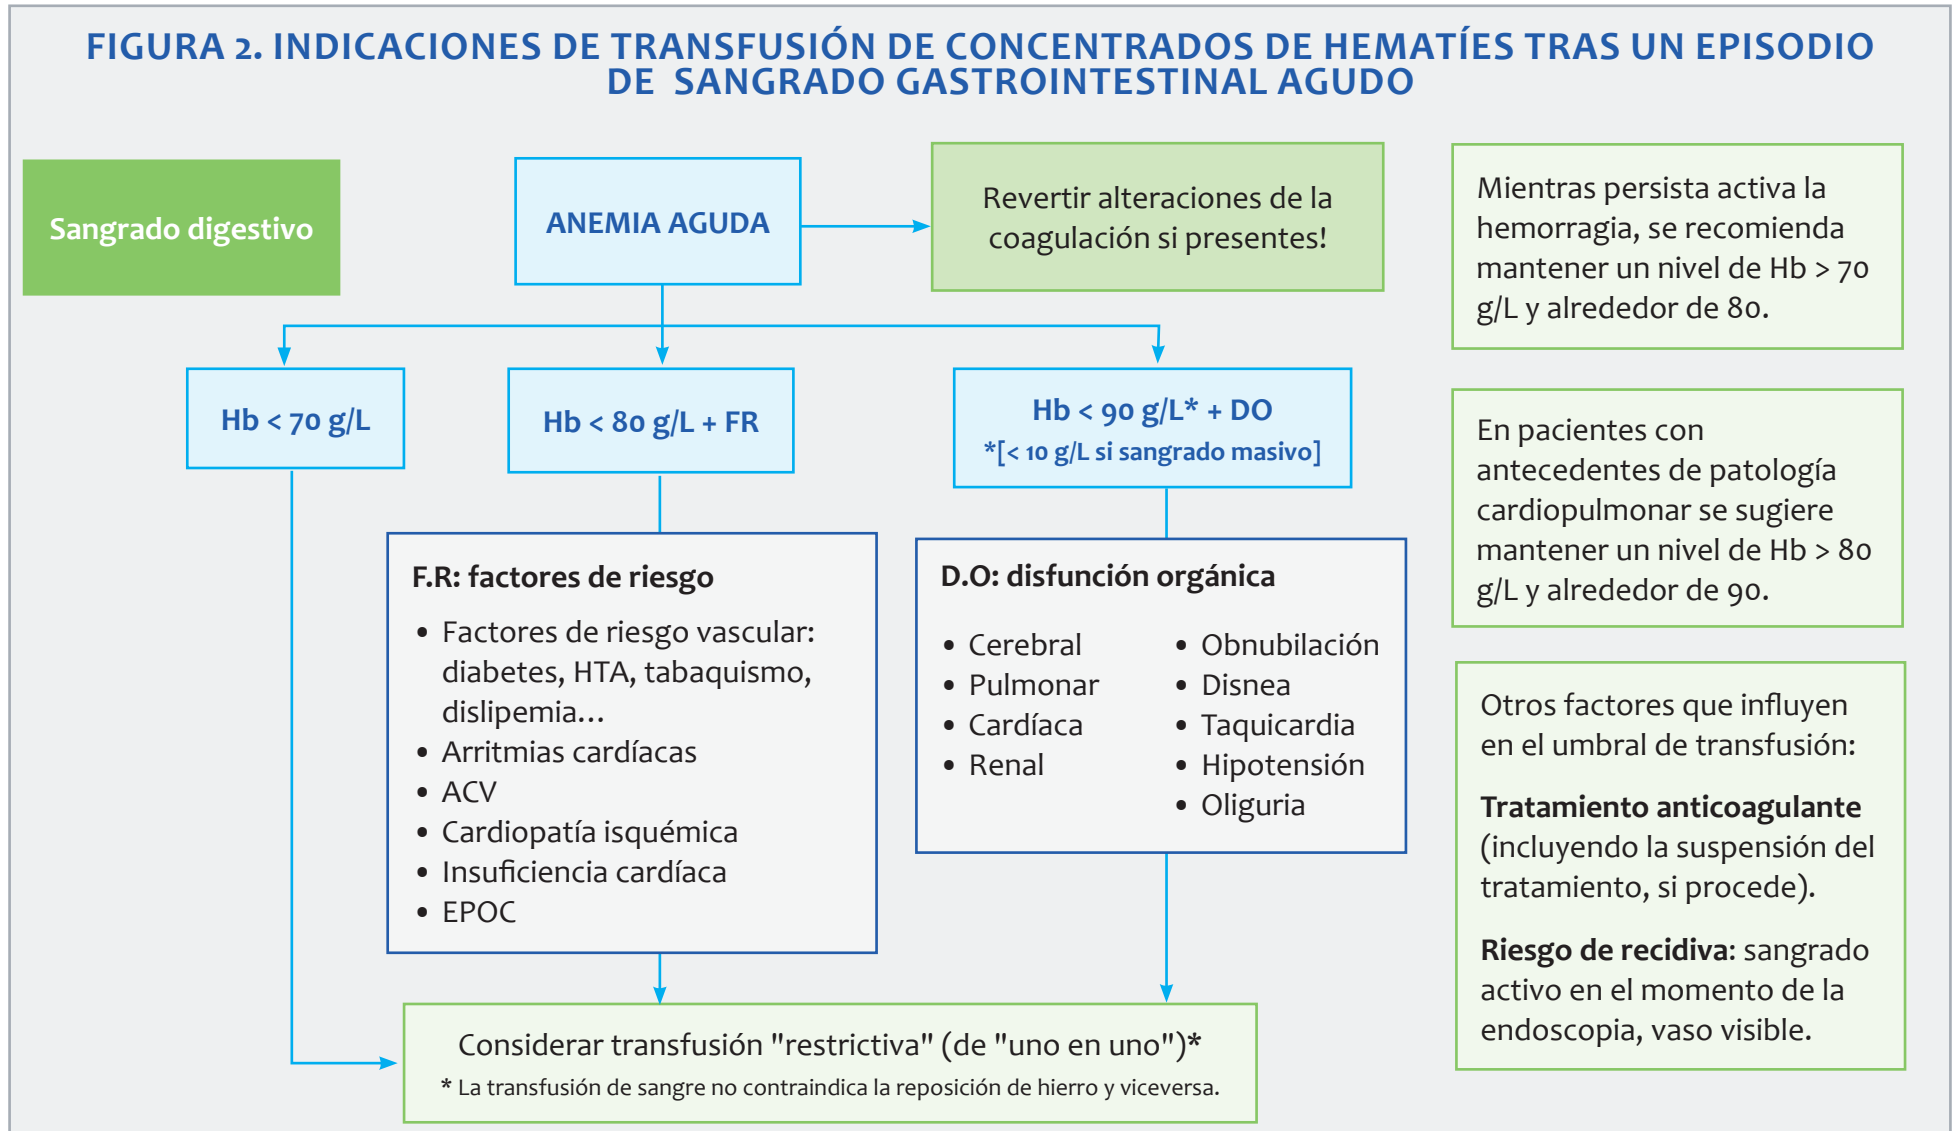 FIGURA 2. INDICACIONES DE TRANSFUSIÓN DE CONCENTRADOS DE HEMATÍES TRAS UN EPISODIO
DE SANGRADO GASTROINTESTINAL AGUDO
Sangrado digestivo
ANEMIA AGUDA
Revertir alteraciones de la
coagulación si presentes!
Hb < 70 g/L
Hb < 80 g/L + FR
Hb < 90 g/L* + DO
*[< 10 g/L si sangrado masivo]
F.R: factores de riesgo
• Factores de riesgo vascular:
diabetes, HTA, tabaquismo,
dislipemia...
• Arritmias cardíacas
• ACV
• Cardiopatía isquémica
• Insuficiencia cardíaca
• EPOC
D.O: disfunción orgánica
• Cerebral
• Pulmonar
• Cardíaca
• Renal
• Obnubilación
• Disnea
• Taquicardia
• Hipotensión
• Oliguria
Considerar transfusión "restrictiva" (de "uno en uno")*
* La transfusión de sangre no contraindica la reposición de hierro y viceversa.
Mientras persista activa la
hemorragia, se recomienda
mantener un nivel de Hb > 70
g/L y alrededor de 80.
En pacientes con
antecedentes de patología
cardiopulmonar se sugiere
mantener un nivel de Hb > 80
g/L y alrededor de 90.
Otros factores que influyen
en el umbral de transfusión:
Tratamiento anticoagulante
(incluyendo la suspensión del
tratamiento, si procede).
Riesgo de recidiva: sangrado
activo en el momento de la
endoscopia, vaso visible.